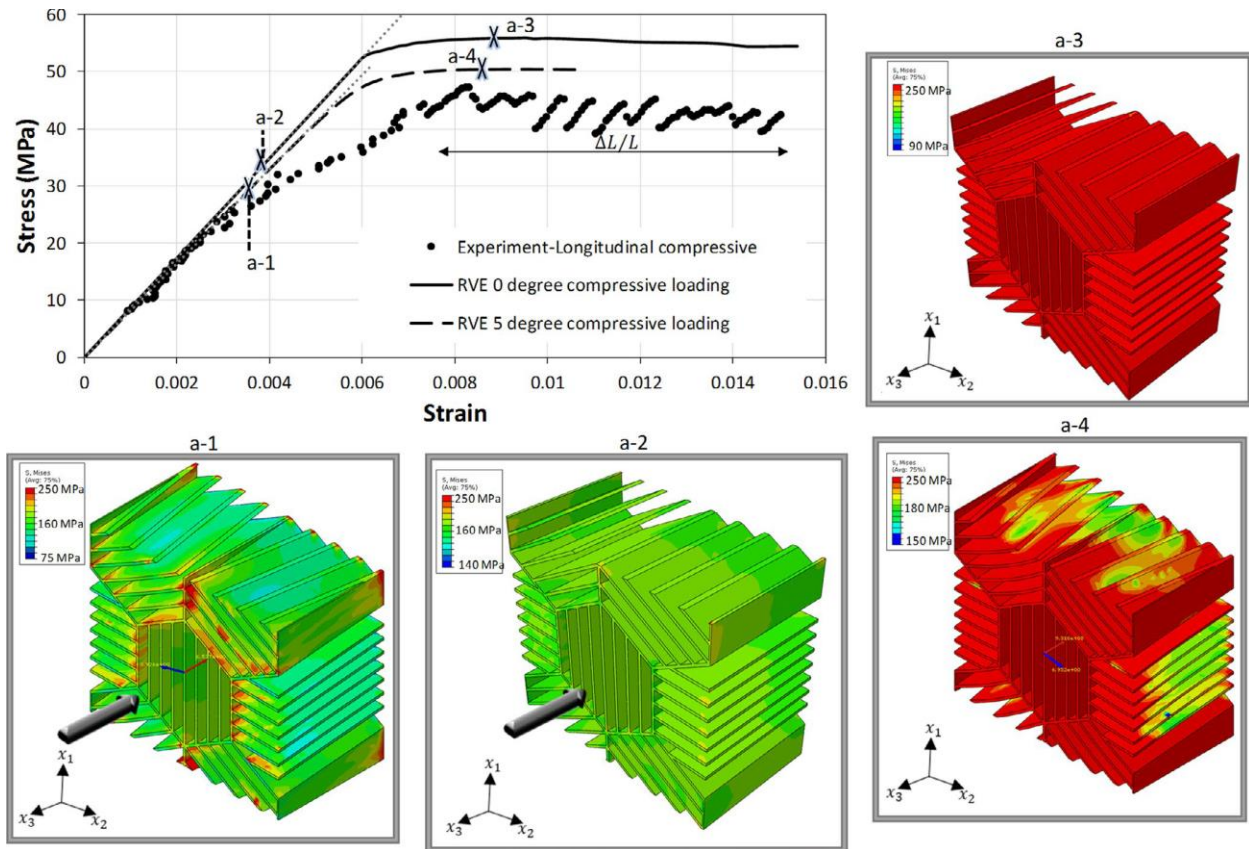 60
50
40
30
20
10
0
Stress (MPa)
0
0.002
0.004
0.006
0.008
0.01
0.012
0.014
0.016
Strain
a-3
a-4
a-2
a-1
ΔL/L
Experiment-Longitudinal compressive
RVE 0 degree compressive loading
RVE 5 degree compressive loading
a-3
S, Mises
(Avg: 75%)
250 MPa
90 MPa
x₁
x₃
x₂
a-1
S, Mises
(Avg: 75%)
250 MPa
160 MPa
75 MPa
x₁
x₃
x₂
a-2
S, Mises
(Avg: 75%)
250 MPa
160 MPa
140 MPa
x₁
x₃
x₂
a-4
S, Mises
(Avg: 75%)
250 MPa
180 MPa
150 MPa
x₁
x₃
x₂